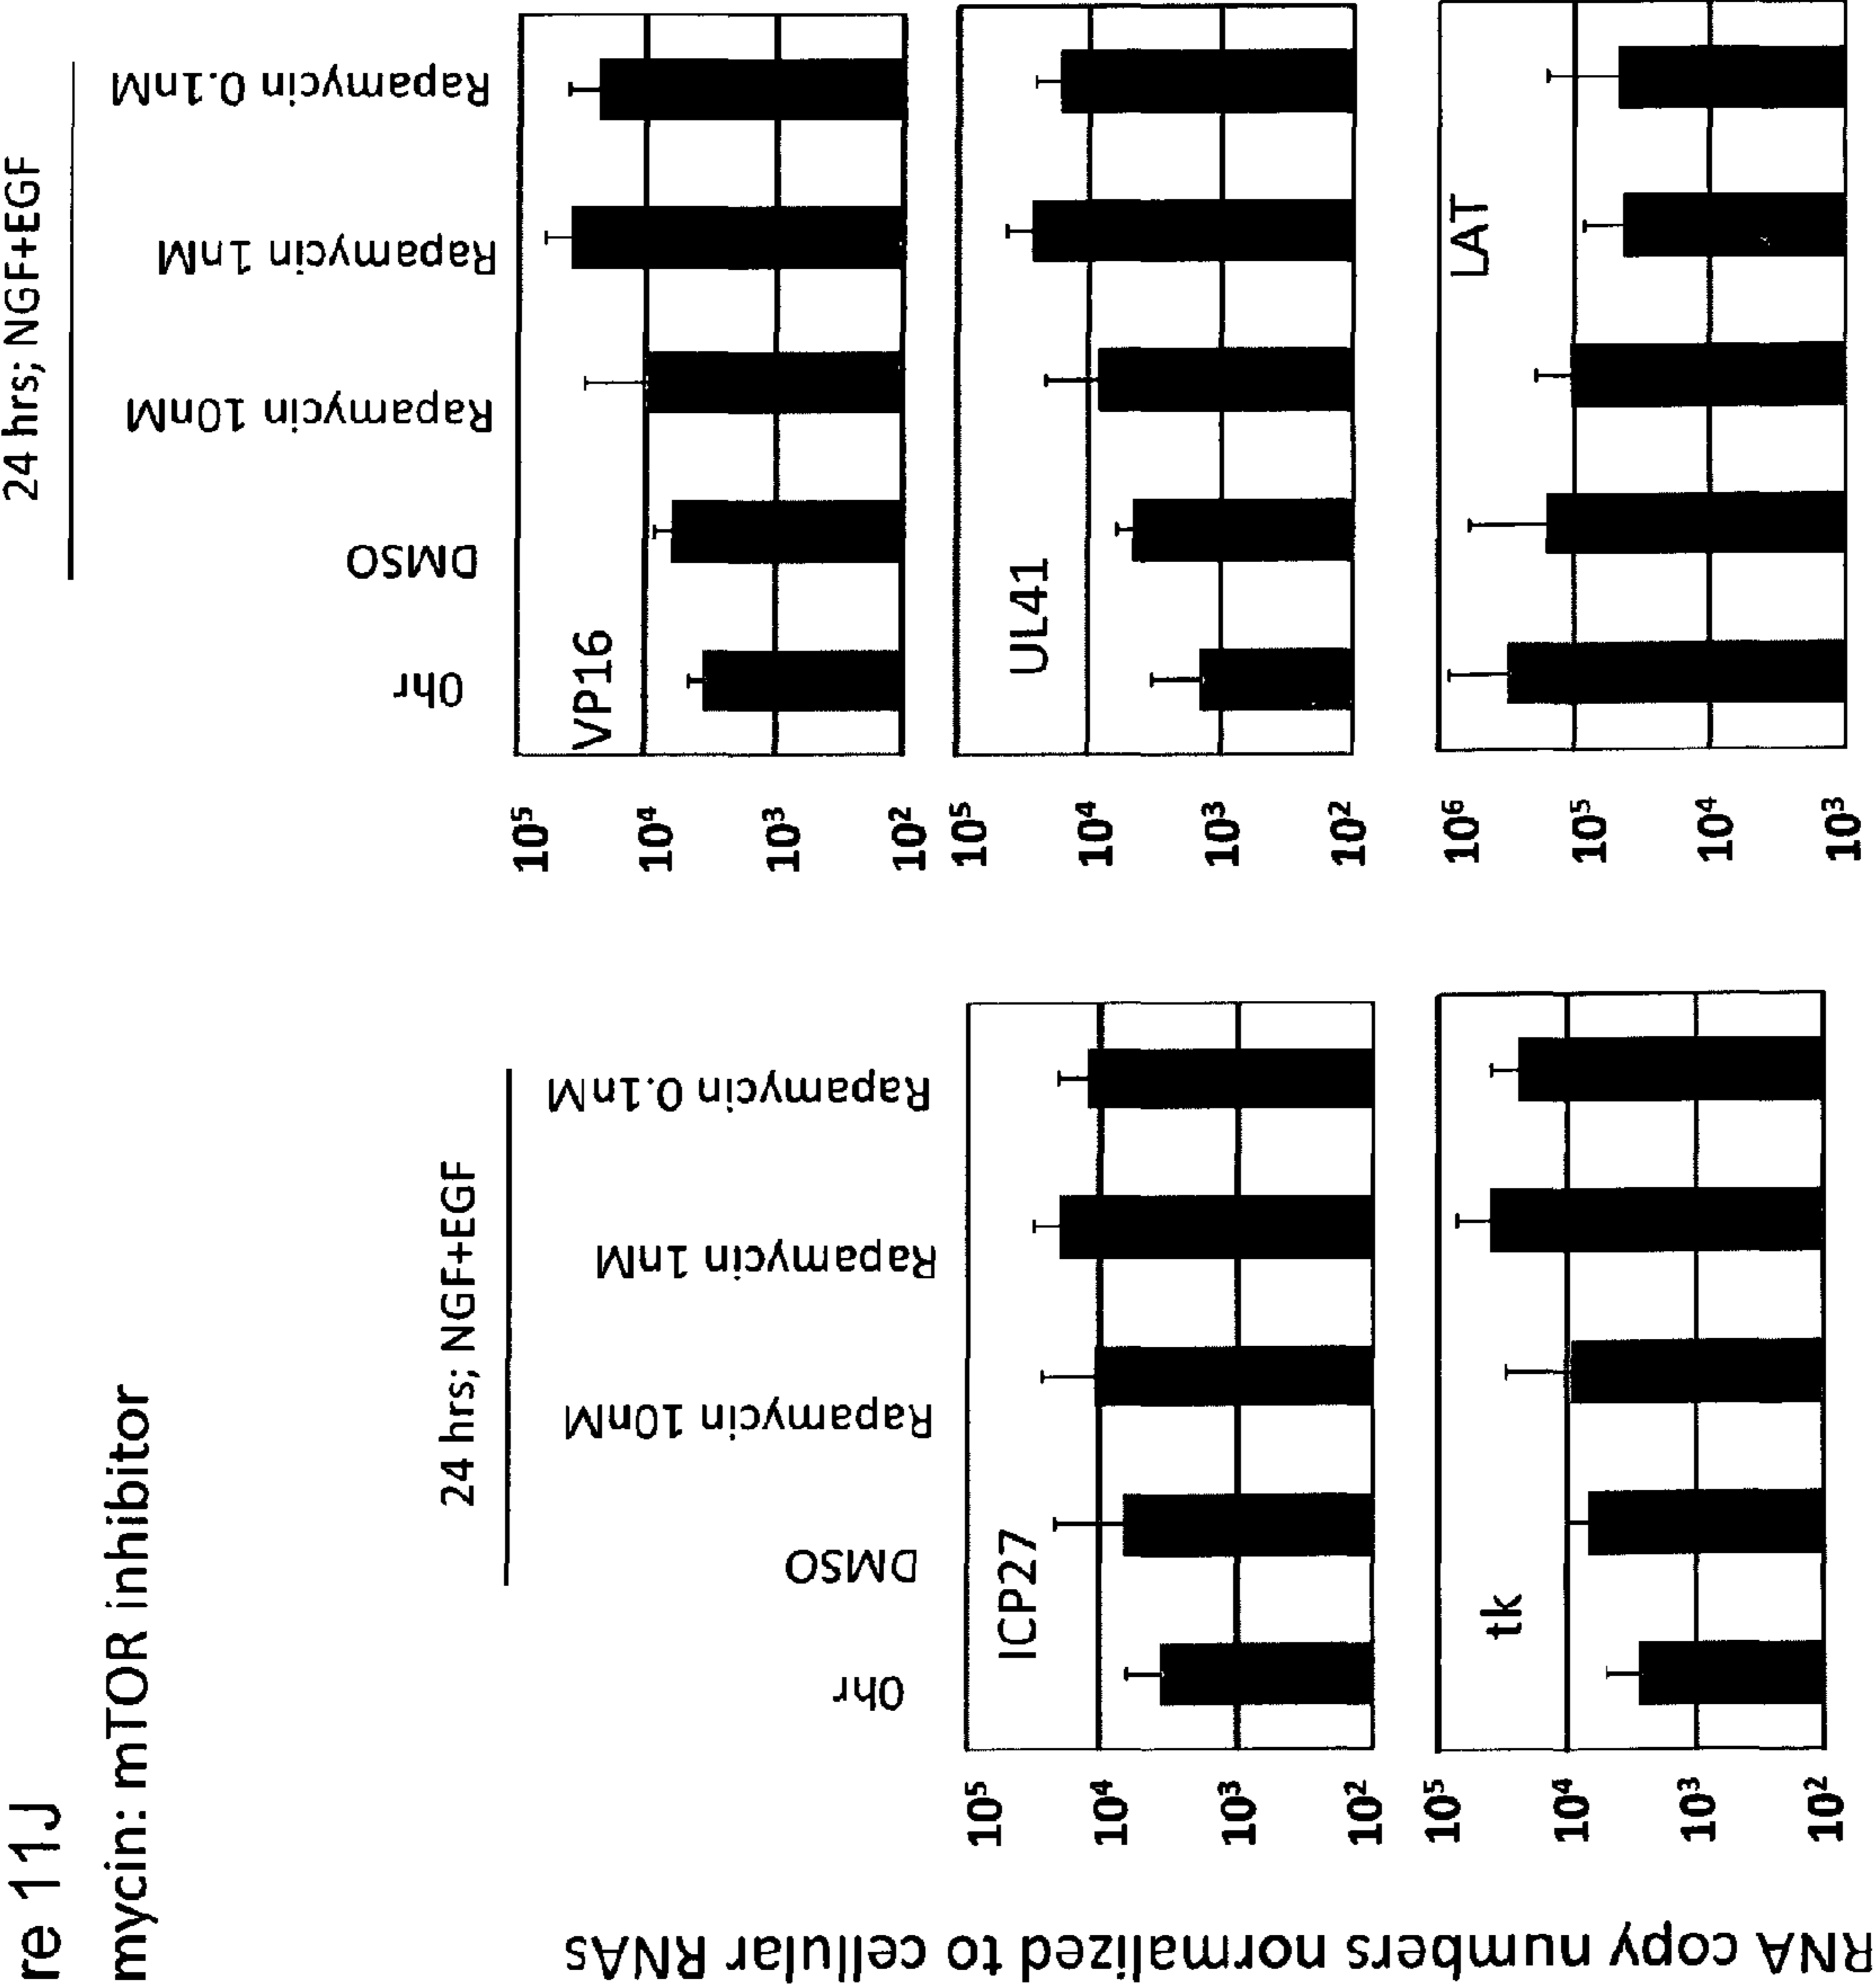 re 11J
mycin: mTOR inhibitor
24 hrs; NGF+EGF
0hr
DMSO
Rapamycin 10nM
Rapamycin 1nM
Rapamycin 0.1nM
VP16
10⁵
10⁴
10³
10²
UL41
10⁵
10⁴
10³
10²
LAT
10⁶
10⁵
10⁴
10³
24 hrs; NGF+EGF
0hr
DMSO
Rapamycin 10nM
Rapamycin 1nM
Rapamycin 0.1nM
ICP27
10⁵
10⁴
10³
10²
tk
10⁵
10⁴
10³
10²
RNA copy numbers normalized to cellular RNAs